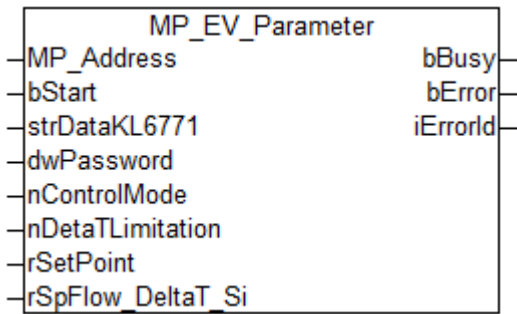 MP_EV_Parameter
MP_Address bBusy
bStart bError
strDataKL6771 iErrorId
dwPassword
nControlMode
nDetaTLimitation
rSetPoint
rSpFlow_DeltaT_Si